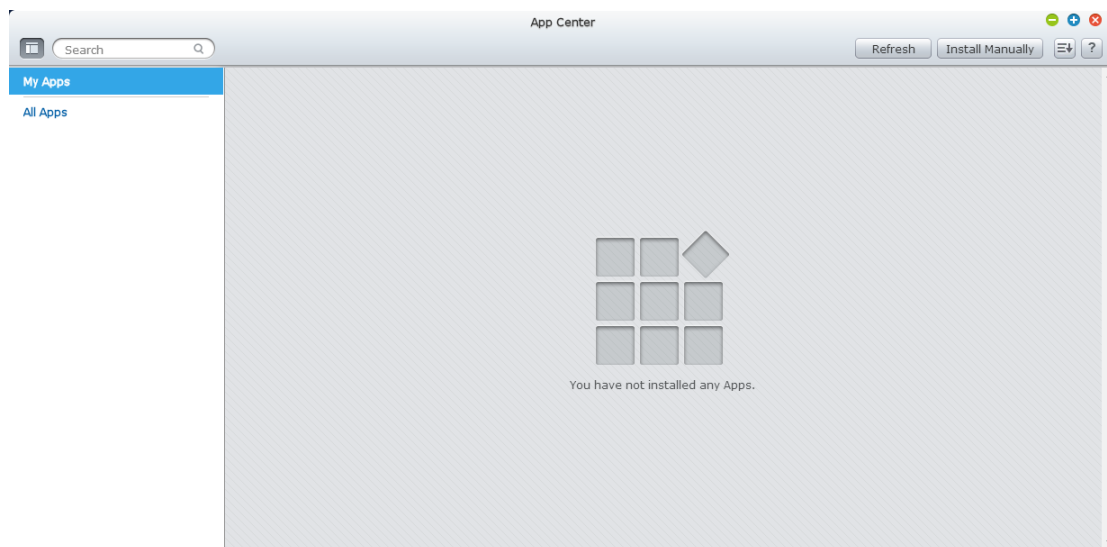 App Center
Search
Refresh
Install Manually
?
My Apps
All Apps
You have not installed any Apps.